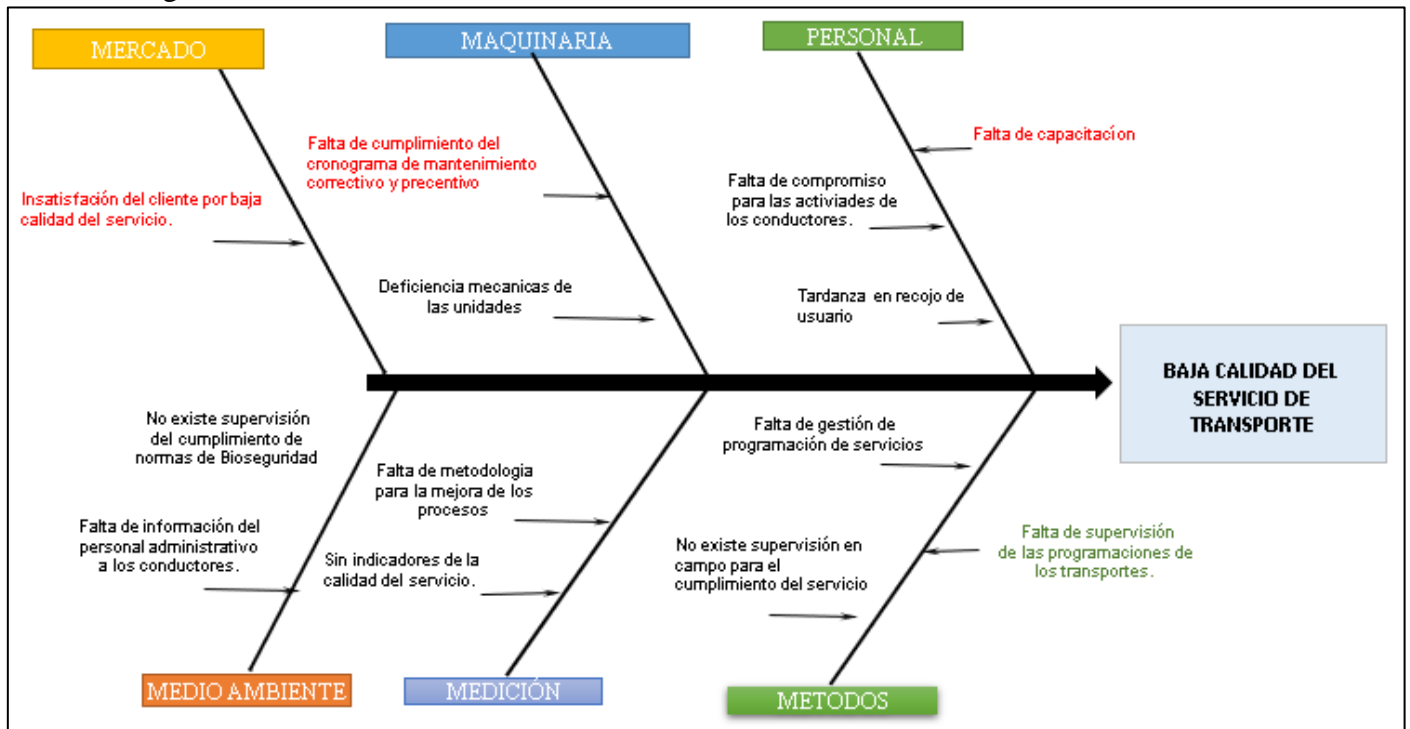 MERCADO
MAQUINARIA
PERSONAL
Insatisfación del cliente por baja
calidad del servicio.
Falta de cumplimiento del
cronograma de mantenimiento
correctivo y precentivo
Deficiencia mecanicas de
las unidades
Falta de capacitacíon
Falta de compromiso
para las activiades de
los conductores.
Tardanza en recojo de
usuario
BAJA CALIDAD DEL
SERVICIO DE
TRANSPORTE
No existe supervisión
del cumplimiento de
normas de Bioseguridad
Falta de información del
personal administrativo
a los conductores.
Falta de metodologia
para la mejora de los
procesos
Sin indicadores de la
calidad del servicio.
Falta de gestión de
programación de servicios
No existe supervisión en
campo para el
cumplimiento del servicio
Falta de supervisión
de las programaciones de
los transportes.
MEDIO AMBIENTE
MEDICIÓN
METODOS